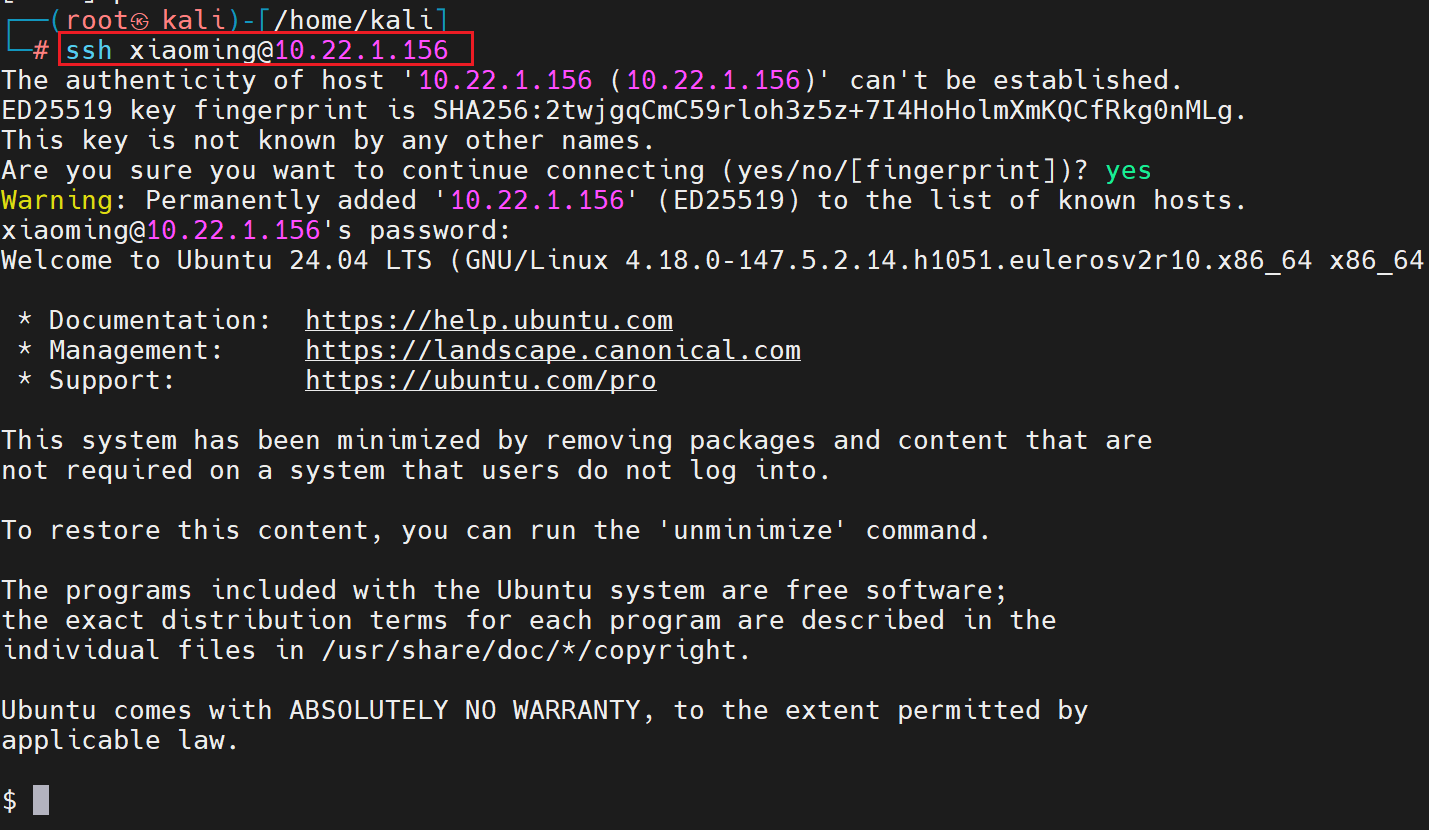 ┌──(root㉿ kali)-[/home/kali]
└─# ssh xiaoming@10.22.1.156
The authenticity of host '10.22.1.156 (10.22.1.156)' can't be established.
ED25519 key fingerprint is SHA256:2twjgqCmC59rloh3z5z+7I4HoHolmXmKQCfRkg0nMLg.
This key is not known by any other names.
Are you sure you want to continue connecting (yes/no/[fingerprint])? yes
Warning: Permanently added '10.22.1.156' (ED25519) to the list of known hosts.
xiaoming@10.22.1.156's password:
Welcome to Ubuntu 24.04 LTS (GNU/Linux 4.18.0-147.5.2.14.h1051.eulerosv2r10.x86_64 x86_64
* Documentation: https://help.ubuntu.com
* Management: https://landscape.canonical.com
* Support: https://ubuntu.com/pro
This system has been minimized by removing packages and content that are
not required on a system that users do not log into.
To restore this content, you can run the 'unminimize' command.
The programs included with the Ubuntu system are free software;
the exact distribution terms for each program are described in the
individual files in /usr/share/doc/*/copyright.
Ubuntu comes with ABSOLUTELY NO WARRANTY, to the extent permitted by
applicable law.
$